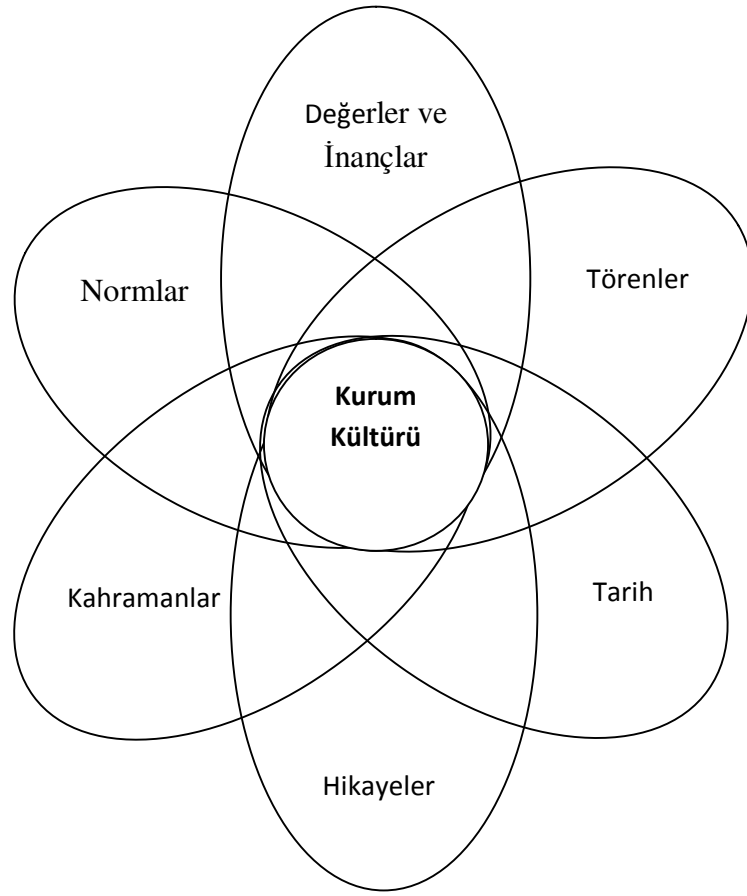 Değerler ve
İnançlar
Normlar
Törenler
Kurum
Kültürü
Kahramanlar
Tarih
Hikayeler